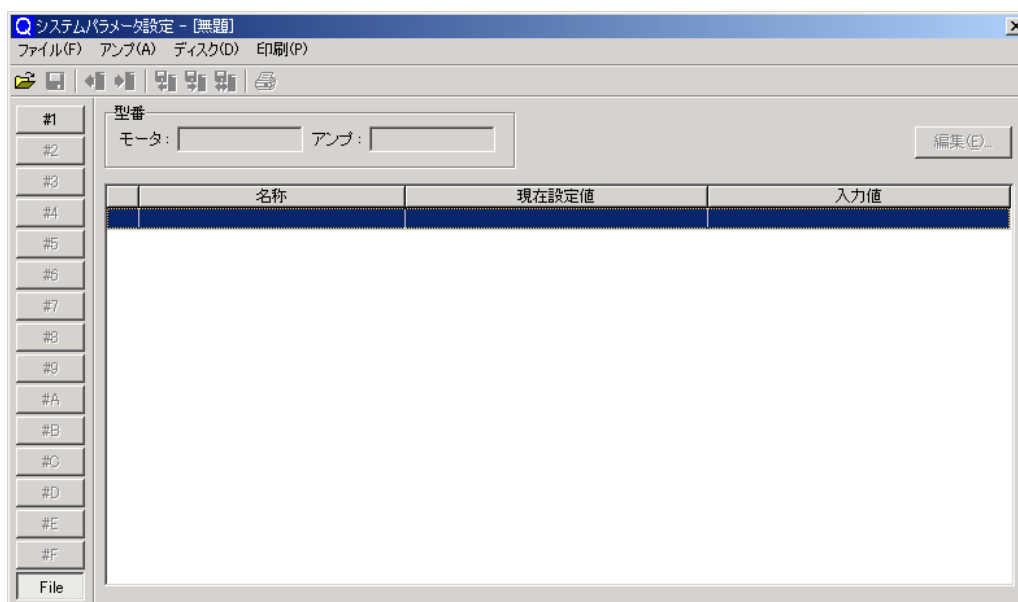 システムパラメータ設定 - [無題]
ファイル(F) アンプ(A) ディスク(D) 印刷(P)
#1
#2
#3
#4
#5
#6
#7
#8
#9
#A
#B
#C
#D
#E
#F
File
型番
モータ: アンプ:
編集(E)...
名称 現在設定値 入力値